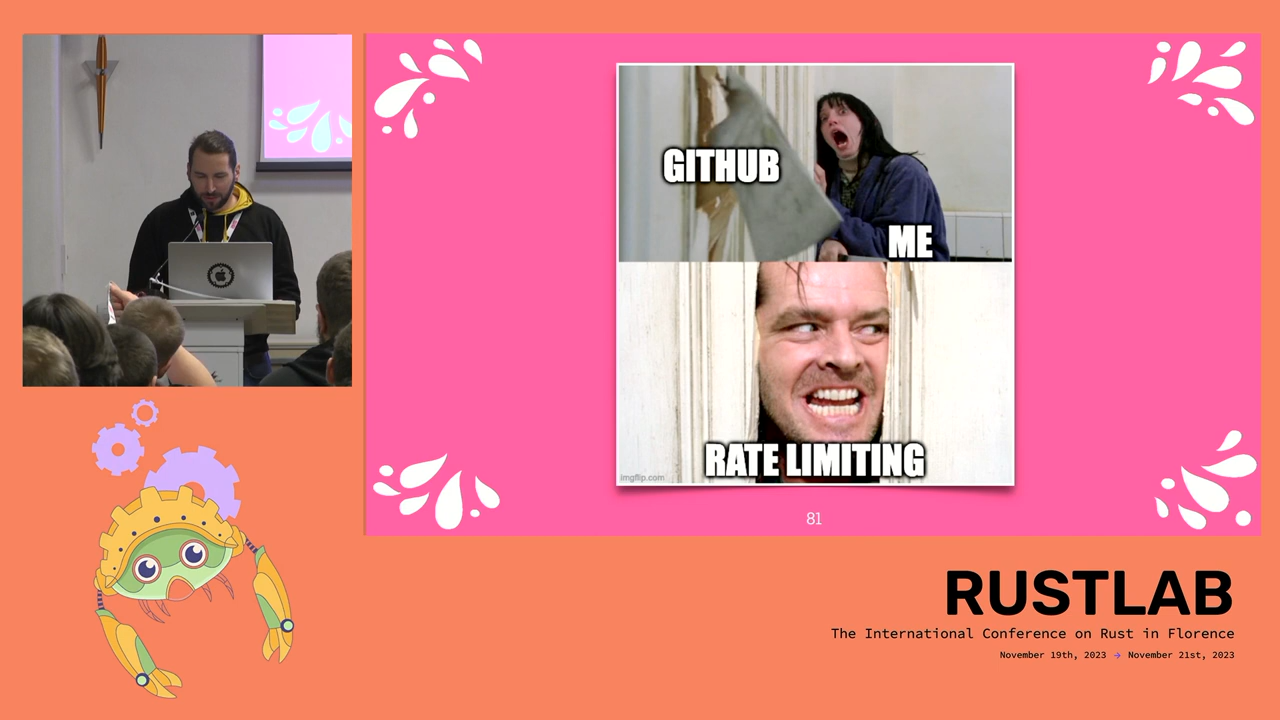 GITHUB
ME
RATE LIMITING
imgflip.com
81
RUSTLAB
The International Conference on Rust in Florence
November 19th, 2023 → November 21st, 2023